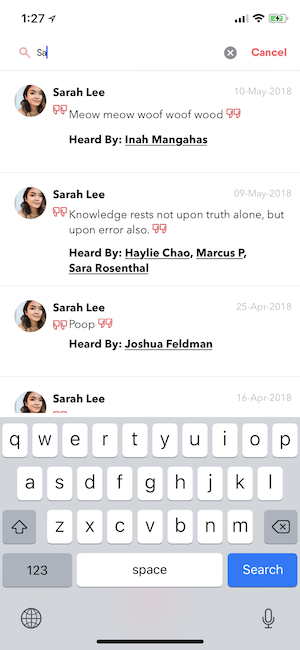 1:27
Sa
Cancel
Sarah Lee
10-May-2018
Meow meow woof woof wood
Heard By: Inah Mangahas
Sarah Lee
09-May-2018
Knowledge rests not upon truth alone, but
upon error also.
Heard By: Haylie Chao, Marcus P,
Sara Rosenthal
Sarah Lee
25-Apr-2018
Poop
Heard By: Joshua Feldman
Sarah Lee
16-Apr-2018
q w e r t y u i o p
a s d f g h j k l
z x c v b n m
123
space
Search